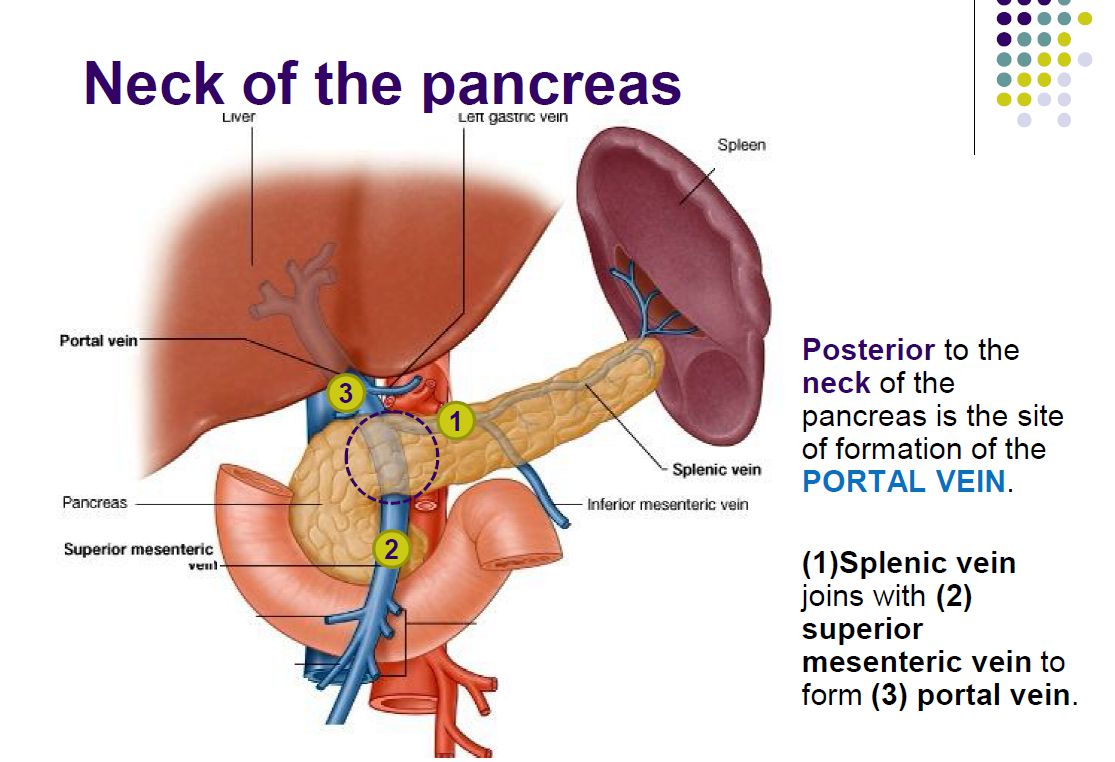 Neck of the pancreas
Liver
Left gastric vein
Spleen
Portal vein
3
1
Posterior to the
neck of the
pancreas is the site
of formation of the
PORTAL VEIN.
Splenic vein
Pancreas
Inferior mesenteric vein
Superior mesenteric
vein
2
(1)Splenic vein
joins with (2)
superior
mesenteric vein to
form (3) portal vein.